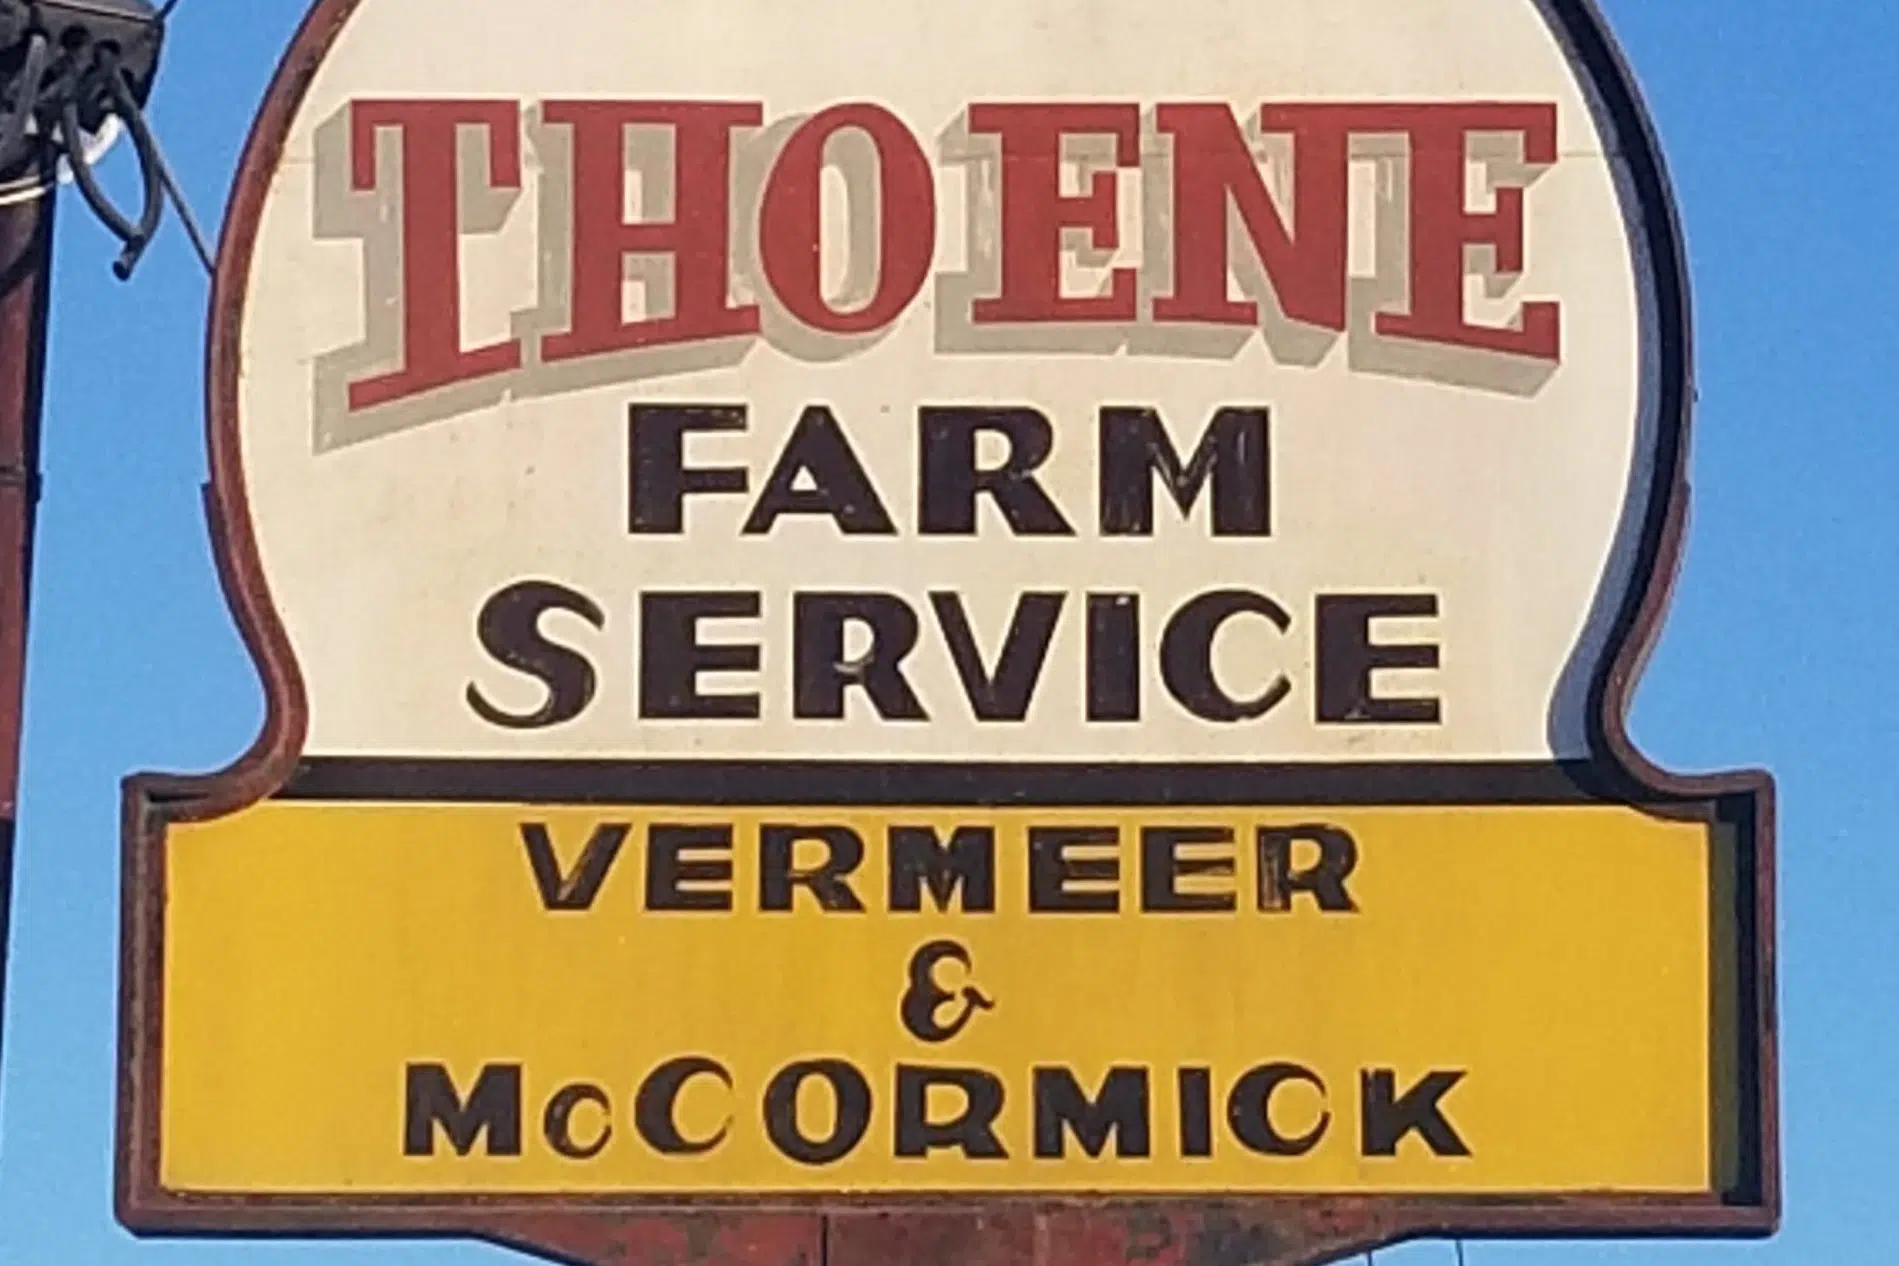 THOENE
FARM
SERVICE
VERMEER
&
McCORMICK